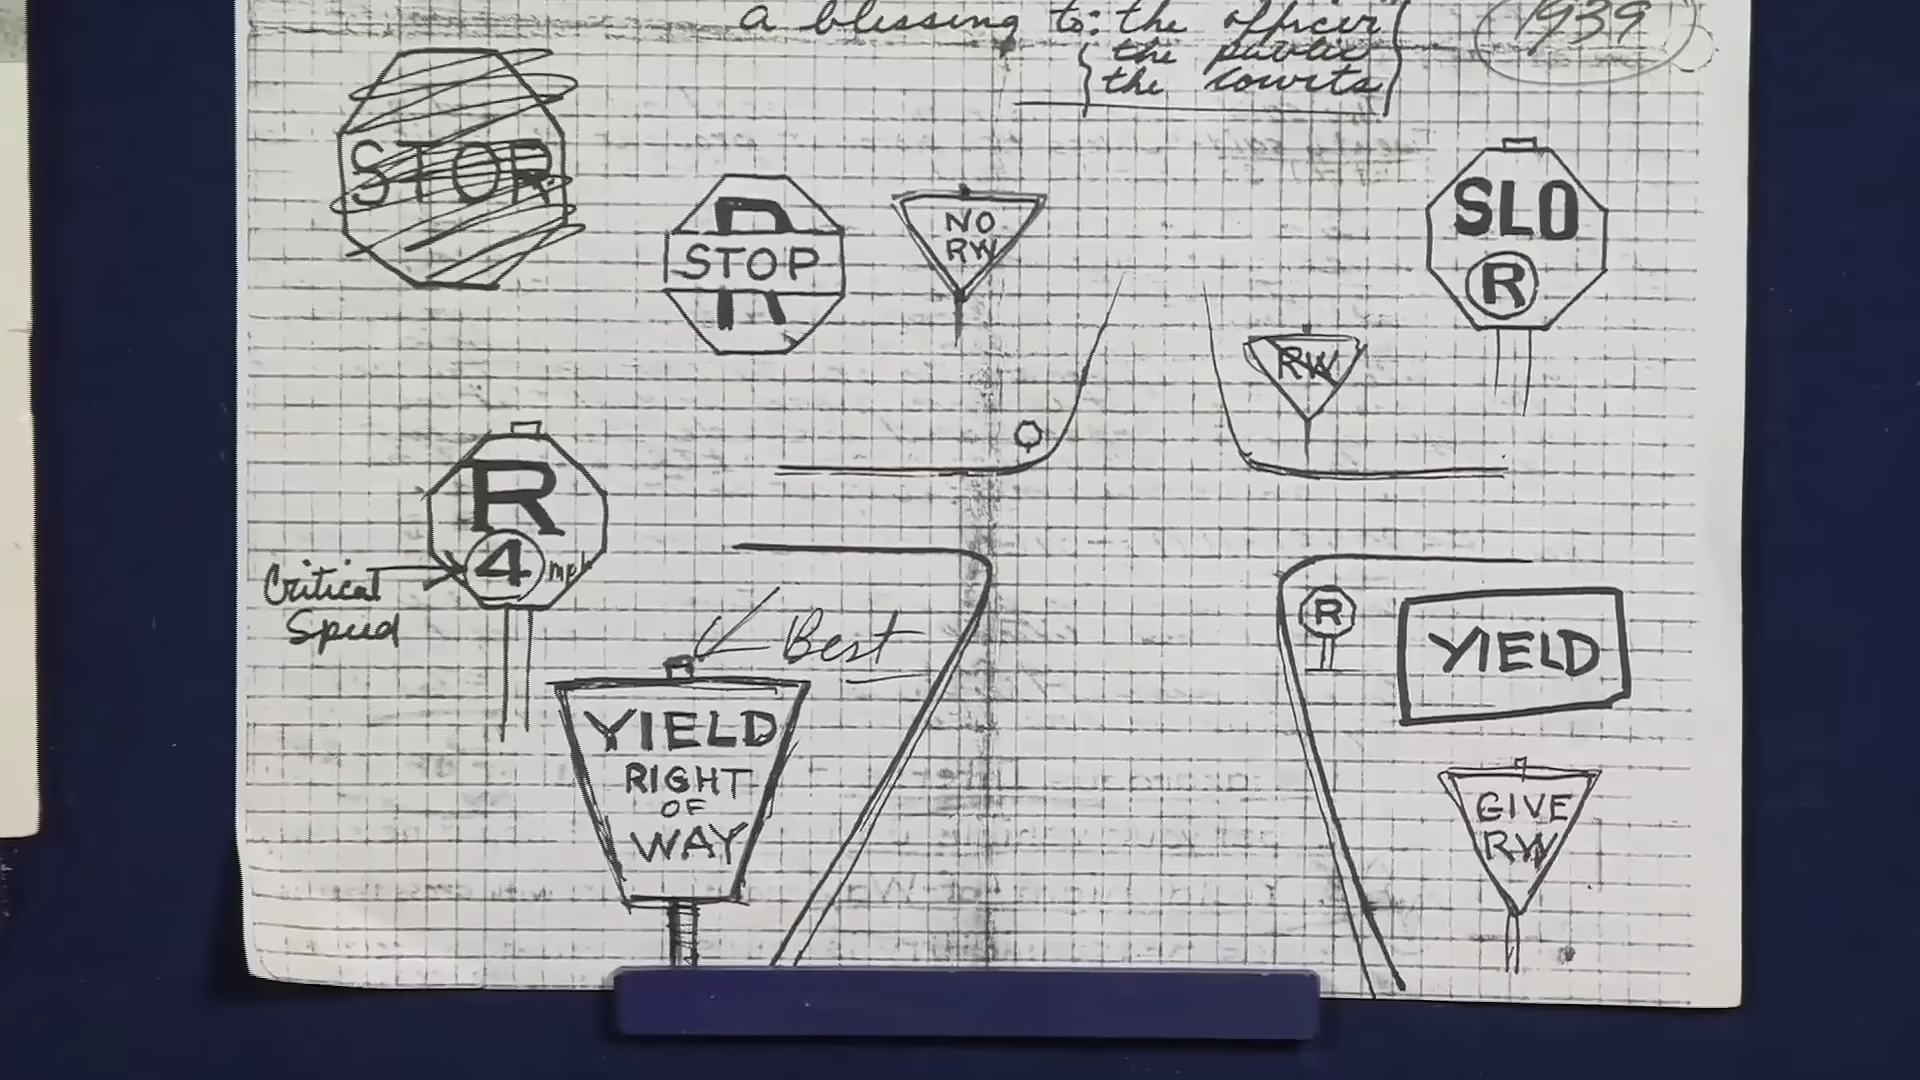 a blessing to: the officer
the public
the courts
1939
STOP
R
STOP
NO
RW
SLO
R
RW
R
4 mph
Critical
Speed
Best
YIELD
RIGHT
OF
WAY
R
YIELD
GIVE
RW